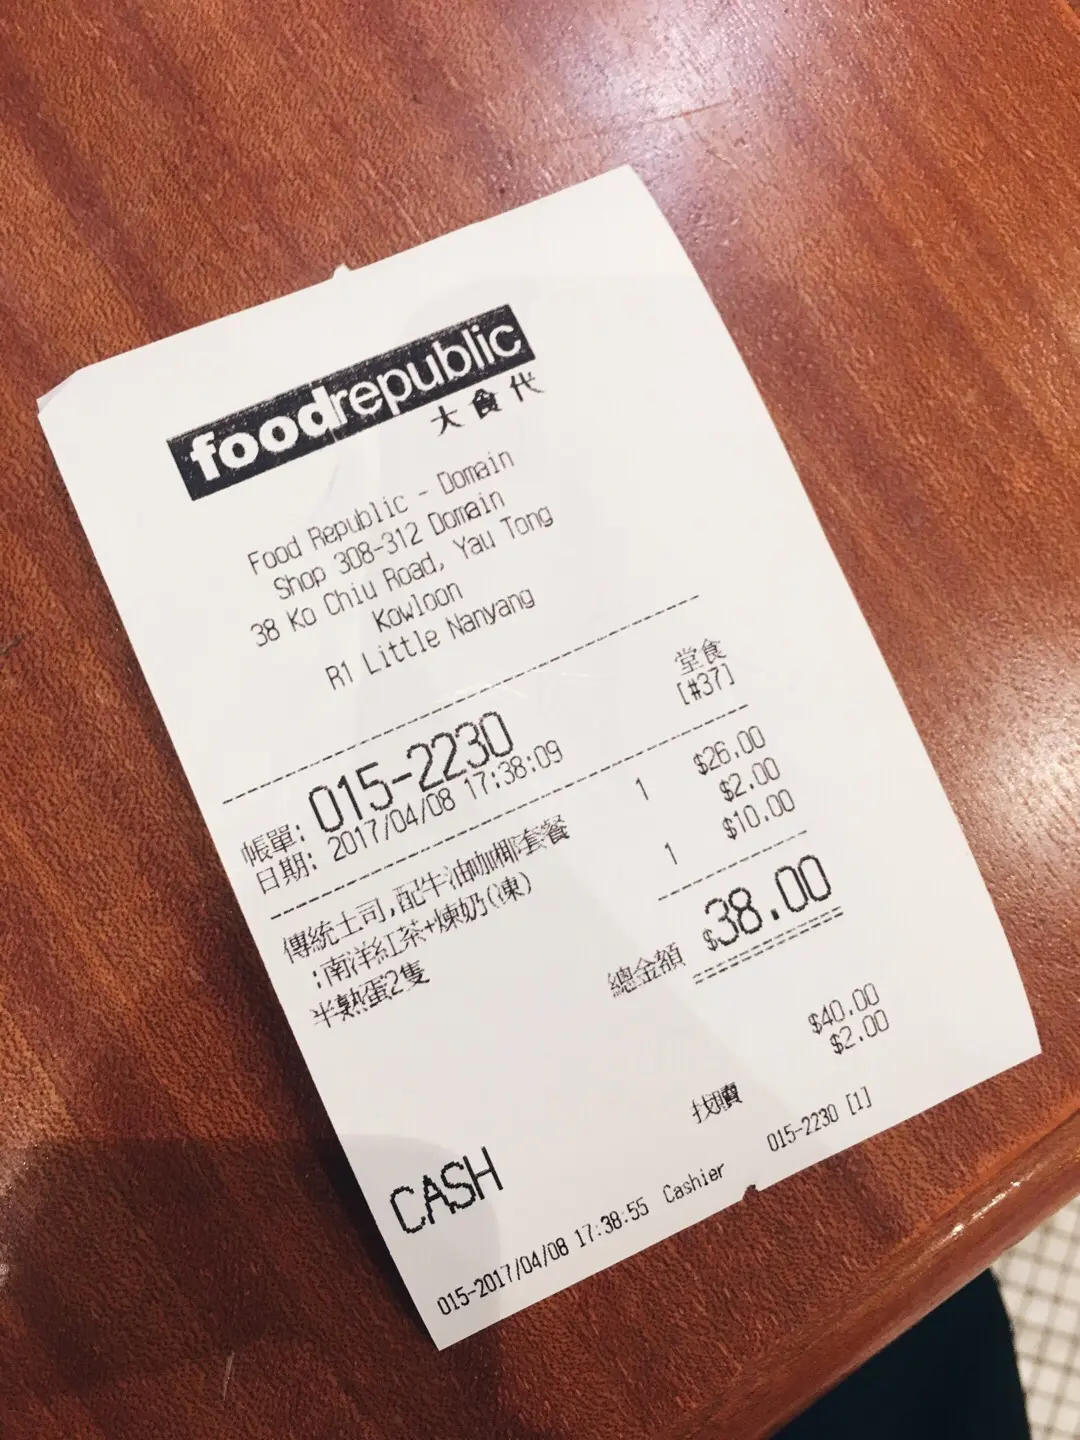 foodrepublic
大食代
Food Republic - Domain
Shop 308-312 Domain
38 Ko Chiu Road, Yau Tong
Kowloon
R1 Little Nanyang
堂食
帳單: 015-2230 [#37]
日期: 2017/04/08 17:38:09
傳統土司,配牛油咖椰套餐 1 $26.00
:南洋紅茶+煉奶(凍) $2.00
半熟蛋2隻 1 $10.00
總金額 $38.00
CASH $40.00
找贖 $2.00
015-2017/04/08 17:38:55 Cashier 015-2230 [1]